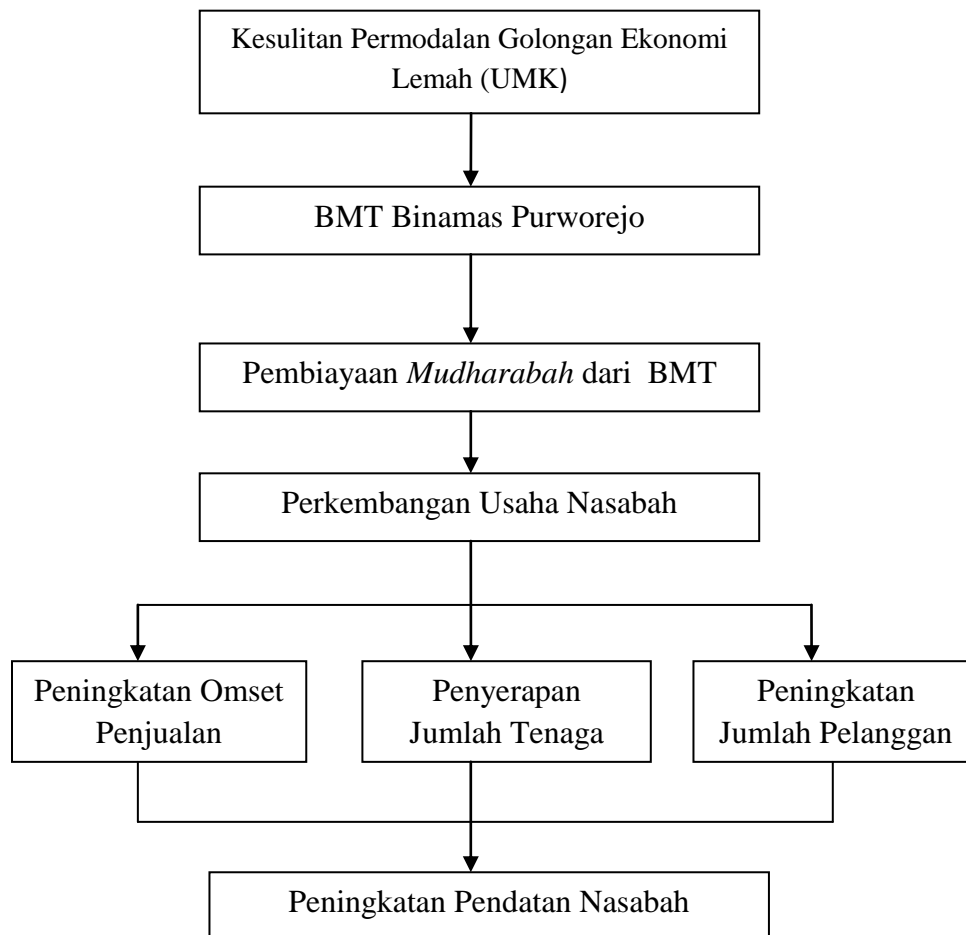 Kesulitan Permodalan Golongan Ekonomi
Lemah (UMK)
BMT Binamas Purworejo
Pembiayaan Mudharabah dari BMT
Perkembangan Usaha Nasabah
Peningkatan Omset
Penjualan
Penyerapan
Jumlah Tenaga
Peningkatan
Jumlah Pelanggan
Peningkatan Pendatan Nasabah